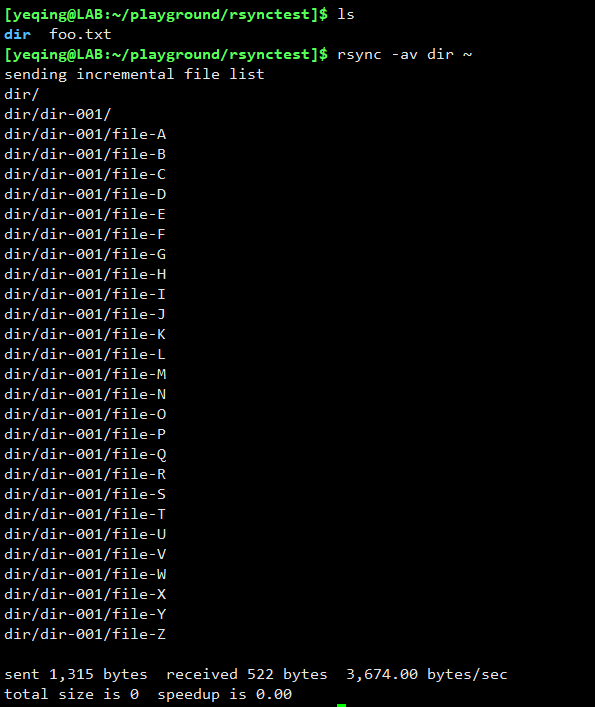 [yeqing@LAB:~/playground/rsynctest]$ ls
dir  foo.txt
[yeqing@LAB:~/playground/rsynctest]$ rsync -av dir ~
sending incremental file list
dir/
dir/dir-001/
dir/dir-001/file-A
dir/dir-001/file-B
dir/dir-001/file-C
dir/dir-001/file-D
dir/dir-001/file-E
dir/dir-001/file-F
dir/dir-001/file-G
dir/dir-001/file-H
dir/dir-001/file-I
dir/dir-001/file-J
dir/dir-001/file-K
dir/dir-001/file-L
dir/dir-001/file-M
dir/dir-001/file-N
dir/dir-001/file-O
dir/dir-001/file-P
dir/dir-001/file-Q
dir/dir-001/file-R
dir/dir-001/file-S
dir/dir-001/file-T
dir/dir-001/file-U
dir/dir-001/file-V
dir/dir-001/file-W
dir/dir-001/file-X
dir/dir-001/file-Y
dir/dir-001/file-Z
sent 1,315 bytes  received 522 bytes  3,674.00 bytes/sec
total size is 0  speedup is 0.00